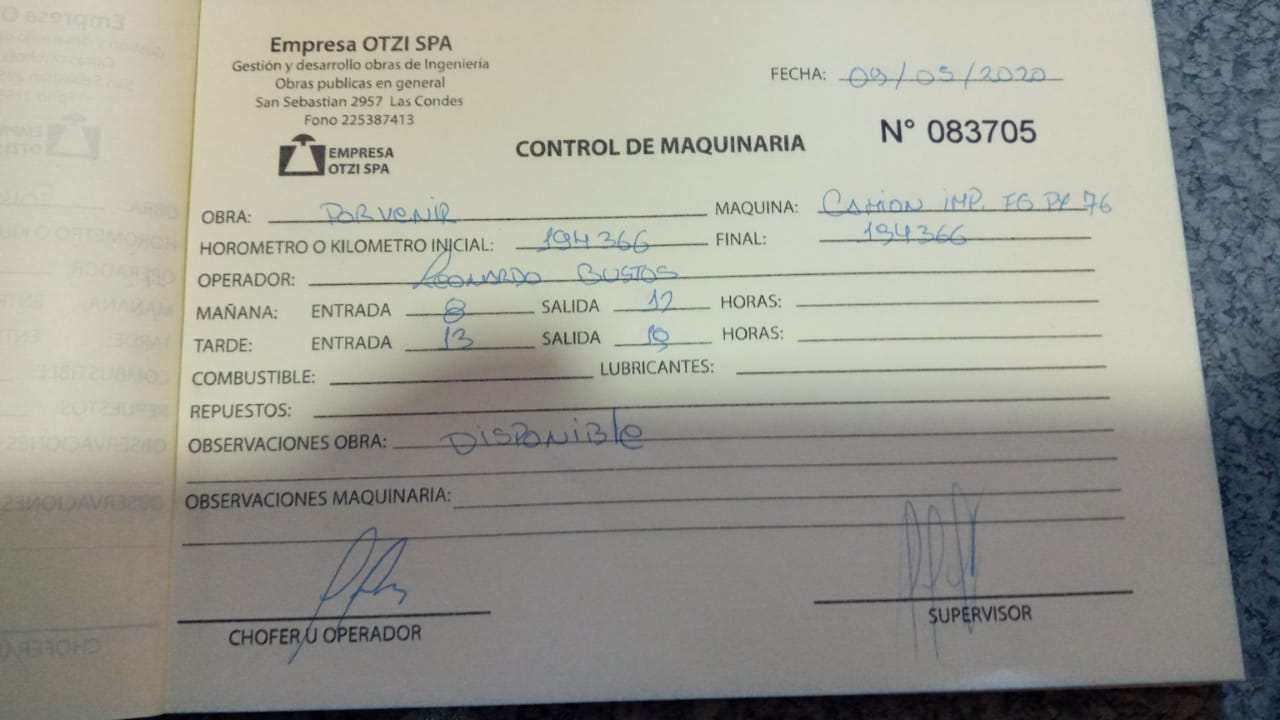 Empresa OTZI SPA
Gestión y desarrollo obras de Ingeniería
Obras publicas en general
San Sebastian 2957 Las Condes
Fono 225387413
EMPRESA
OTZI SPA
FECHA: 09/05/2020
CONTROL DE MAQUINARIA
N° 083705
OBRA: PORVENIR MAQUINA: CAMION IMP. FG PX 76
HOROMETRO O KILOMETRO INICIAL: 194366 FINAL: 194366
OPERADOR: LEONARDO BUSTOS
MAÑANA: ENTRADA 8 SALIDA 12 HORAS:
TARDE: ENTRADA 13 SALIDA 19 HORAS:
COMBUSTIBLE: LUBRICANTES:
REPUESTOS:
OBSERVACIONES OBRA: DISPONIBlE
OBSERVACIONES MAQUINARIA:
CHOFER U OPERADOR SUPERVISOR